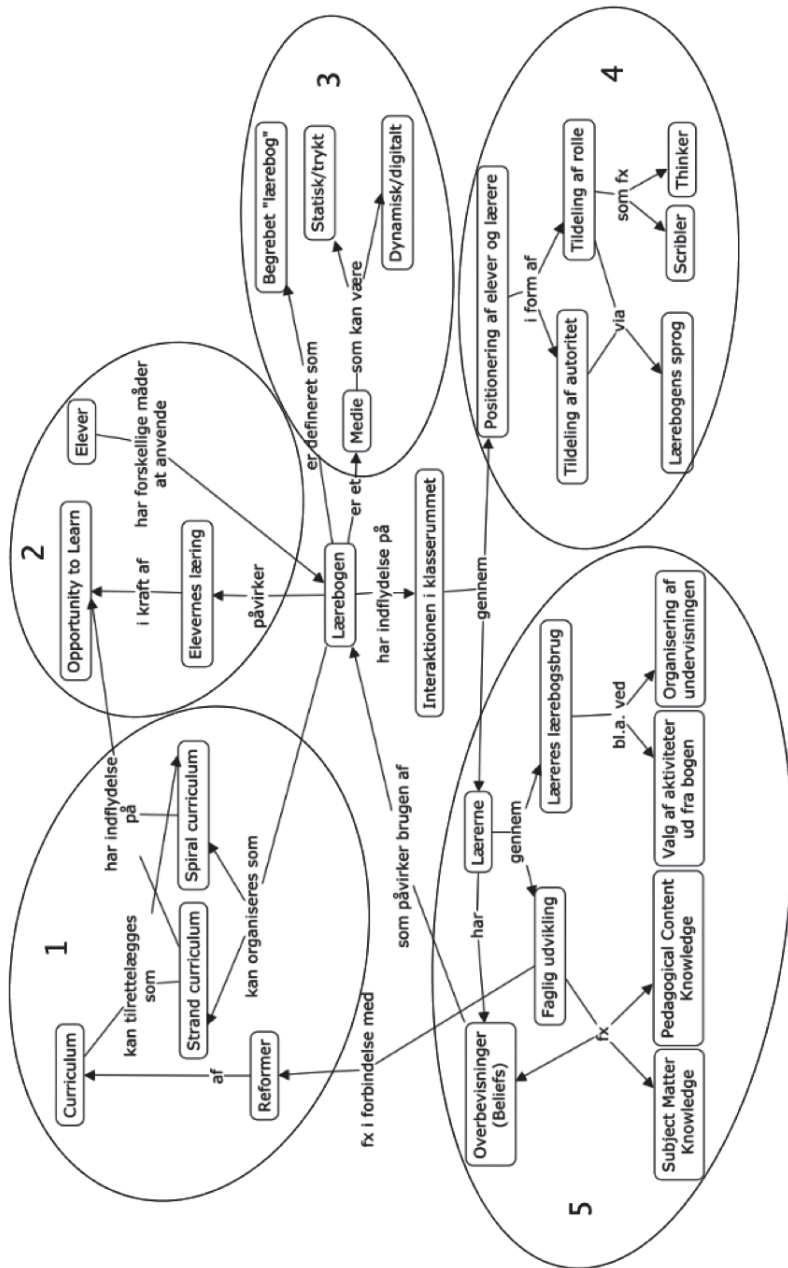 1
Curriculum
kan tilrettelægges
som
har indflydelse
på
Strand curriculum
Spiral curriculum
af
Reformer
kan organiseres som
2
Opportunity to Learn
Elever
i kraft af
har forskellige måder
at anvende
Elevernes læring
påvirker
3
Begrebet "lærebog"
Statisk/trykt
Dynamisk/digitalt
som kan være
er defineret som
Medie
er et
Lærebogen
har indflydelse på
Interaktionen i klasserummet
gennem
fx i forbindelse med
som påvirker brugen af
5
Lærerne
har
gennem
Overbevisninger
(Beliefs)
Faglig udvikling
Læreres lærebogsbrug
fx
bl.a. ved
Subject Matter
Knowledge
Pedagogical Content
Knowledge
Valg af aktiviteter
ud fra bogen
Organisering af
undervisningen
4
Positionering af elever og lærere
i form af
Tildeling af autoritet
Tildeling af rolle
via
som fx
Lærebogens sprog
Scribler
Thinker